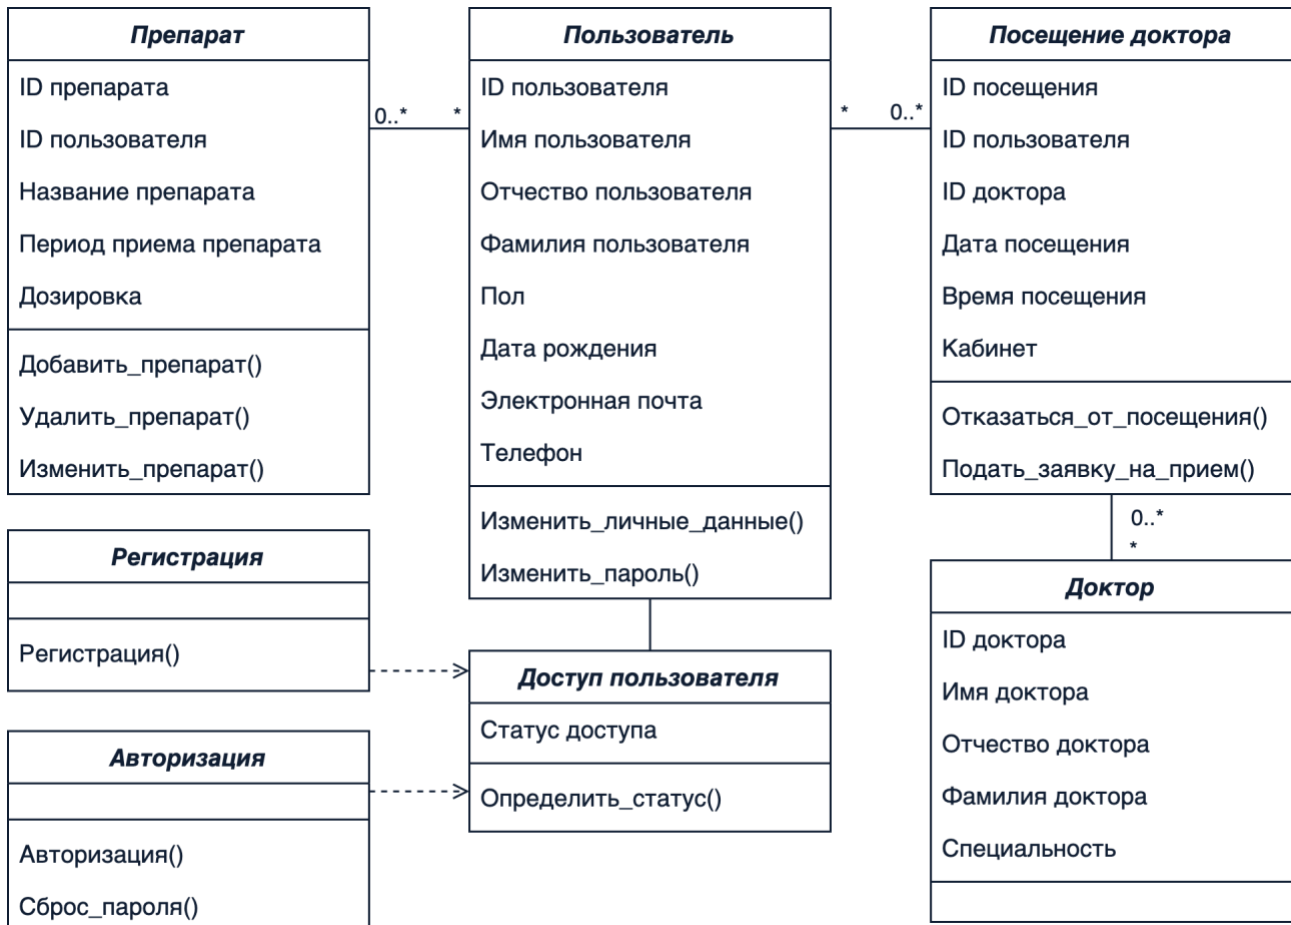 Препарат
ID препарата
ID пользователя
Название препарата
Период приема препарата
Дозировка
Добавить_препарат()
Удалить_препарат()
Изменить_препарат()
0..*
*
Пользователь
ID пользователя
Имя пользователя
Отчество пользователя
Фамилия пользователя
Пол
Дата рождения
Электронная почта
Телефон
Изменить_личные_данные()
Изменить_пароль()
*
0..*
Посещение доктора
ID посещения
ID пользователя
ID доктора
Дата посещения
Время посещения
Кабинет
Отказаться_от_посещения()
Подать_заявку_на_прием()
0..*
*
Регистрация
Регистрация()
Авторизация
Авторизация()
Сброс_пароля()
Доступ пользователя
Статус доступа
Определить_статус()
Доктор
ID доктора
Имя доктора
Отчество доктора
Фамилия доктора
Специальность